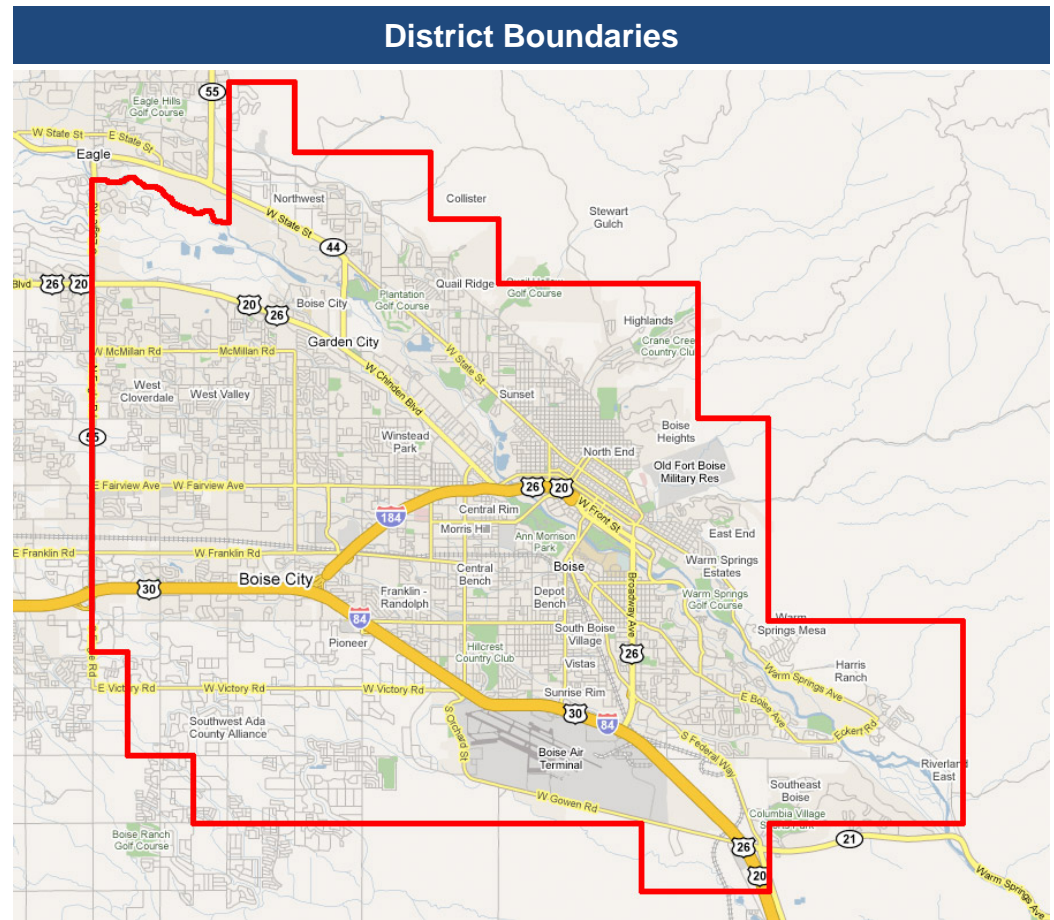 District Boundaries
55
Eagle Hills
Golf Course
W State St
E State St
Eagle
Northwest
Collister
W State St
Stewart
Gulch
44
Blvd
26
20
Quail Ridge
Golf Course
20
26
Boise City
Plantation
Golf Course
Highlands
Garden City
Crane Cree
Country Clu
W McMillan Rd
McMillan Rd
W State St
West
Cloverdale
West Valley
W Chinden Blvd
Sunset
Winstead
Park
Boise
Heights
55
North End
Old Fort Boise
Military Res
E Fairview Ave
W Fairview Ave
26
20
184
Central Rim
W Front St
Morris Hill
Ann Morrison
Park
East End
E Franklin Rd
W Franklin Rd
Warm Springs
Estates
Central
Bench
Boise
Boise City
30
Franklin -
Randolph
Depot
Bench
Broadway Ave
Warm Springs
Golf Course
84
South Boise
Village
Warm
Springs Mesa
Pioneer
Hillcrest
Country Club
Vistas
26
Harris
Ranch
Warm Springs Ave
E Victory Rd
W Victory Rd
W Victory Rd
Sunrise Rim
E Boise Ave
S Orchard St
30
84
Eckert Rd
Southwest Ada
County Alliance
S Federal Way
Boise Air
Terminal
Riverland
East
Southeast
Boise
W Gowen Rd
Columbia Village
Boise Ranch
Golf Course
26
21
20
Warm Springs Ave